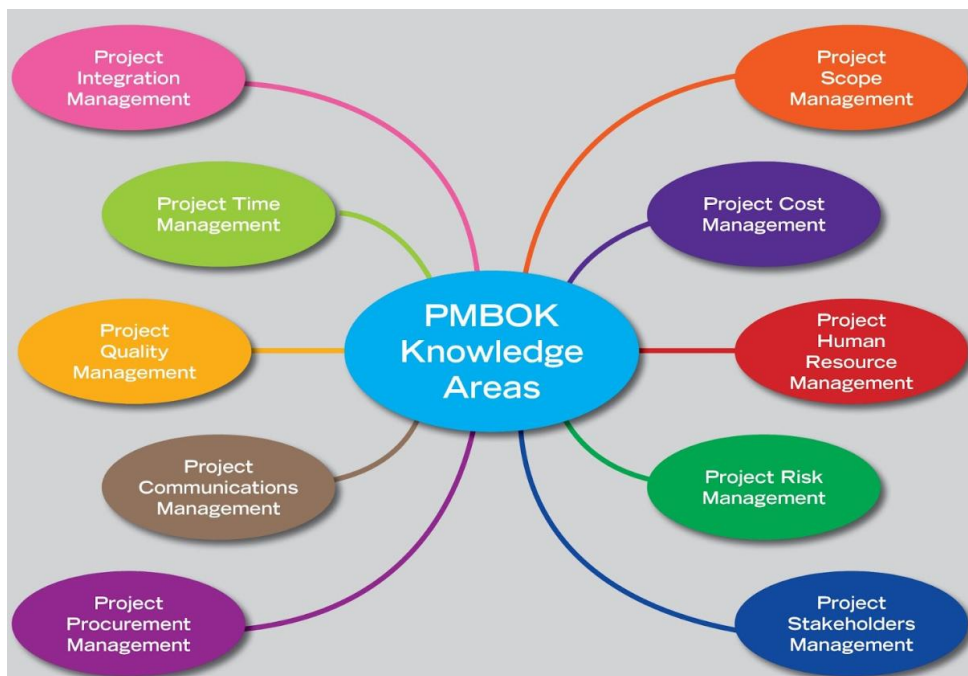 Project
Integration
Management
Project
Scope
Management
Project Time
Management
Project Cost
Management
PMBOK
Knowledge
Areas
Project
Quality
Management
Project
Human
Resource
Management
Project
Communications
Management
Project Risk
Management
Project
Procurement
Management
Project
Stakeholders
Management